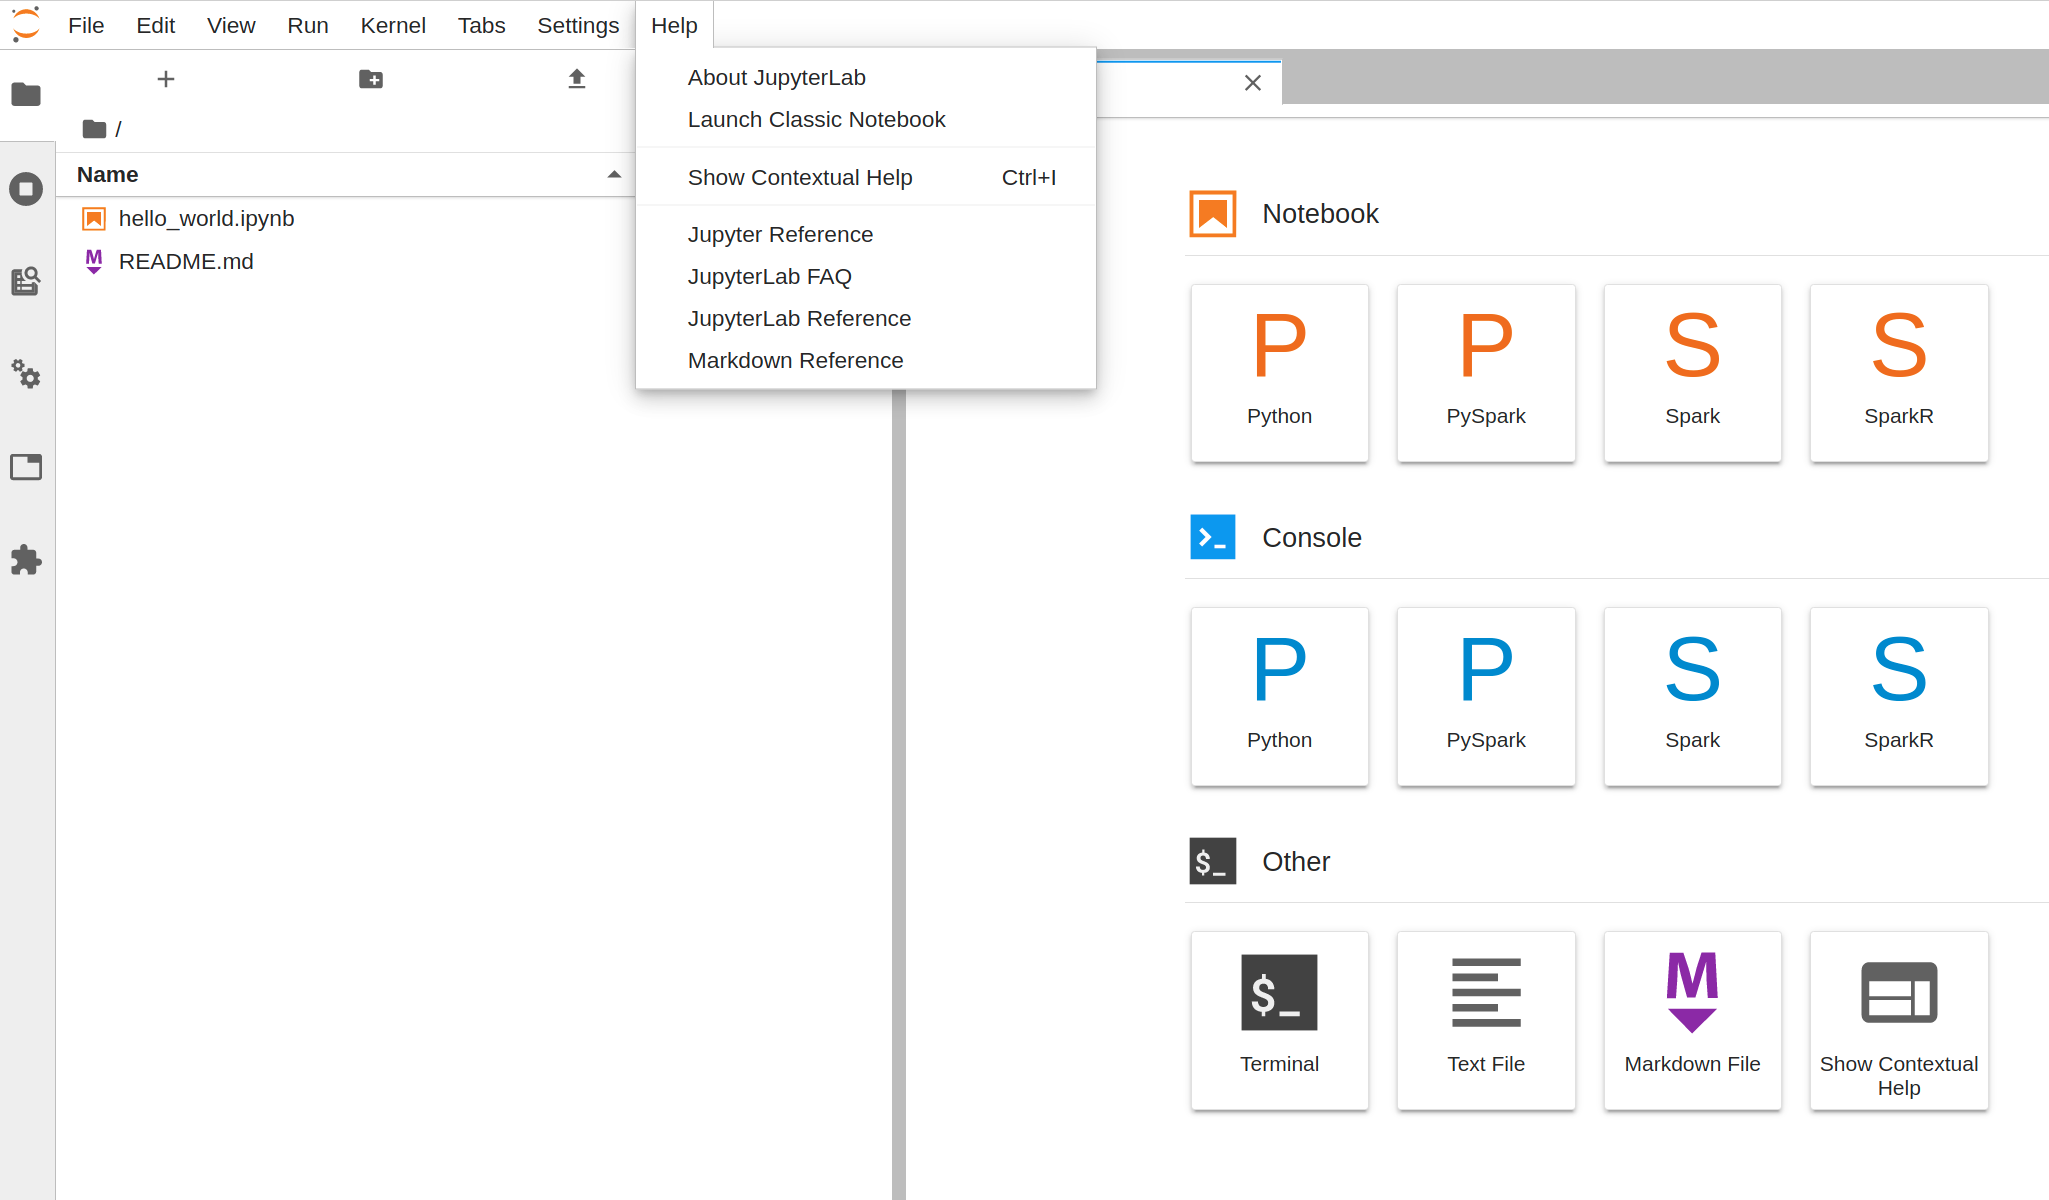 File Edit View Run Kernel Tabs Settings Help
About JupyterLab
Launch Classic Notebook
Show Contextual Help Ctrl+I
Jupyter Reference
JupyterLab FAQ
JupyterLab Reference
Markdown Reference
/
Name
hello_world.ipynb
M README.md
Notebook
P P S S
Python PySpark Spark SparkR
Console
>_
P P S S
Python PySpark Spark SparkR
$_ Other
$_ M
Terminal Text File Markdown File Show Contextual
Help